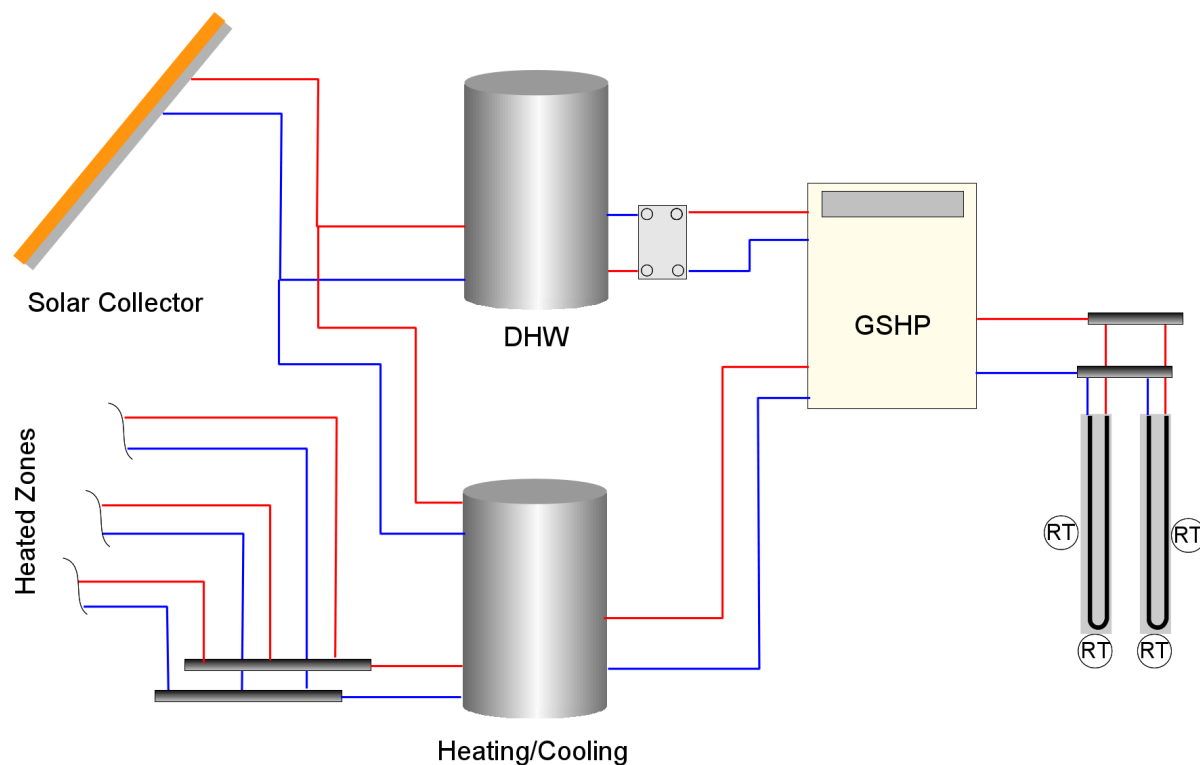 Solar Collector
DHW
GSHP
Heated Zones
RT
RT
RT
RT
Heating/Cooling